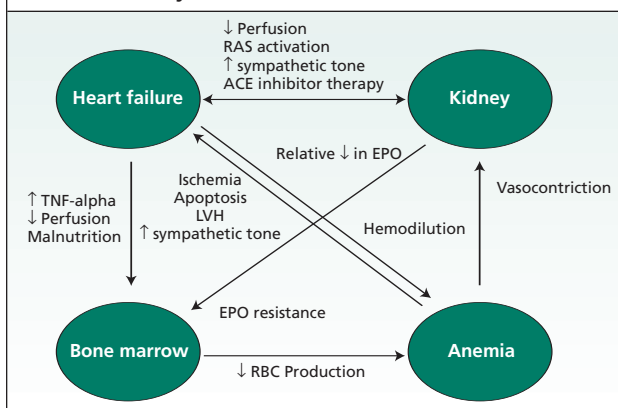 ↓ Perfusion
RAS activation
↑ sympathetic tone
ACE inhibitor therapy
Heart failure
Kidney
Relative ↓ in EPO
Ischemia
Apoptosis
LVH
↑ sympathetic tone
Vasocontriction
↑ TNF-alpha
↓ Perfusion
Malnutrition
Hemodilution
EPO resistance
Bone marrow
Anemia
↓ RBC Production